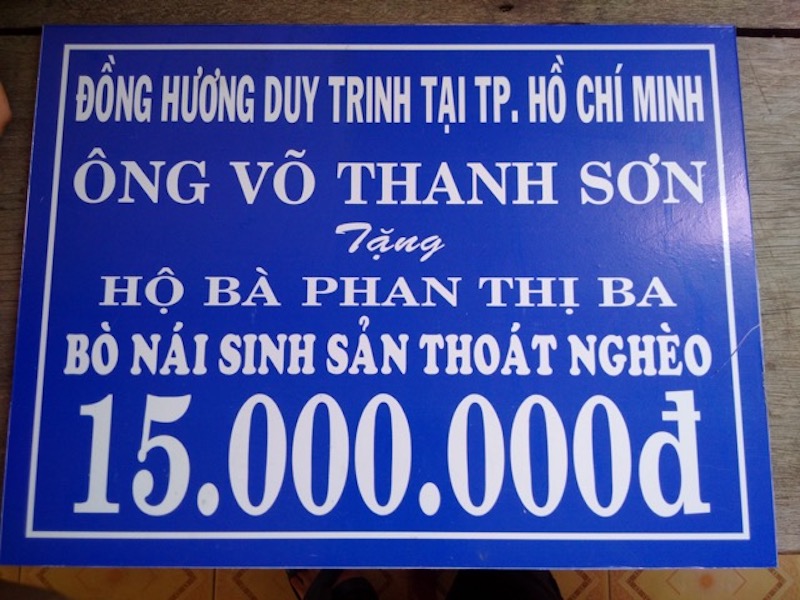 ĐỒNG HƯƠNG DUY TRINH TẠI TP. HỒ CHÍ MINH
ÔNG VÕ THANH SƠN
Tặng
HỘ BÀ PHAN THỊ BA
BÒ NÁI SINH SẢN THOÁT NGHÈO
15.000.000đ